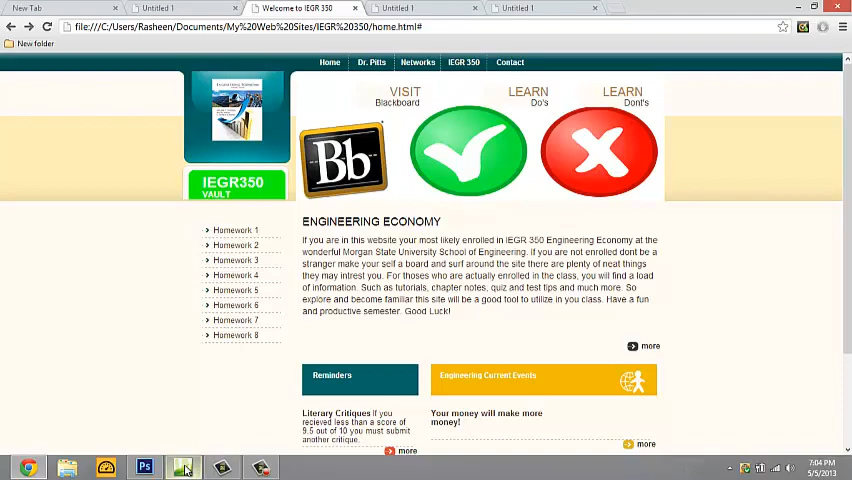 New Tab
Untitled 1
Welcome to IEGR 350
Untitled 1
Untitled 1
file:///C:/Users/Rasheen/Documents/My%20Web%20Sites/IEGR%20350/home.html#
New folder
Home
Dr. Pitts
Networks
IEGR 350
Contact
VISIT
Blackboard
LEARN
Do's
LEARN
Dont's
Bb
IEGR350
VAULT
Homework 1
Homework 2
Homework 3
Homework 4
Homework 5
Homework 6
Homework 7
Homework 8
ENGINEERING ECONOMY
If you are in this website your most likely enrolled in IEGR 350 Engineering Economy at the
wonderful Morgan State University School of Engineering. If you are not enrolled dont be a
stranger make your self a board and surf around the site there are plenty of neat things
they may intrest you. For thoses who are actually enrolled in the class, you will find a load
of information. Such as tutorials, chapter notes, quiz and test tips and much more. So
explore and become familiar this site will be a good tool to utilize in you class. Have a fun
and productive semester. Good Luck!
more
Reminders
Engineering Current Events
Literary Critiques If you
recieved less than a score of
9.5 out of 10 you must submit
another critique.
more
Your money will make more
money!
more
Ps
7:04 PM
5/5/2013